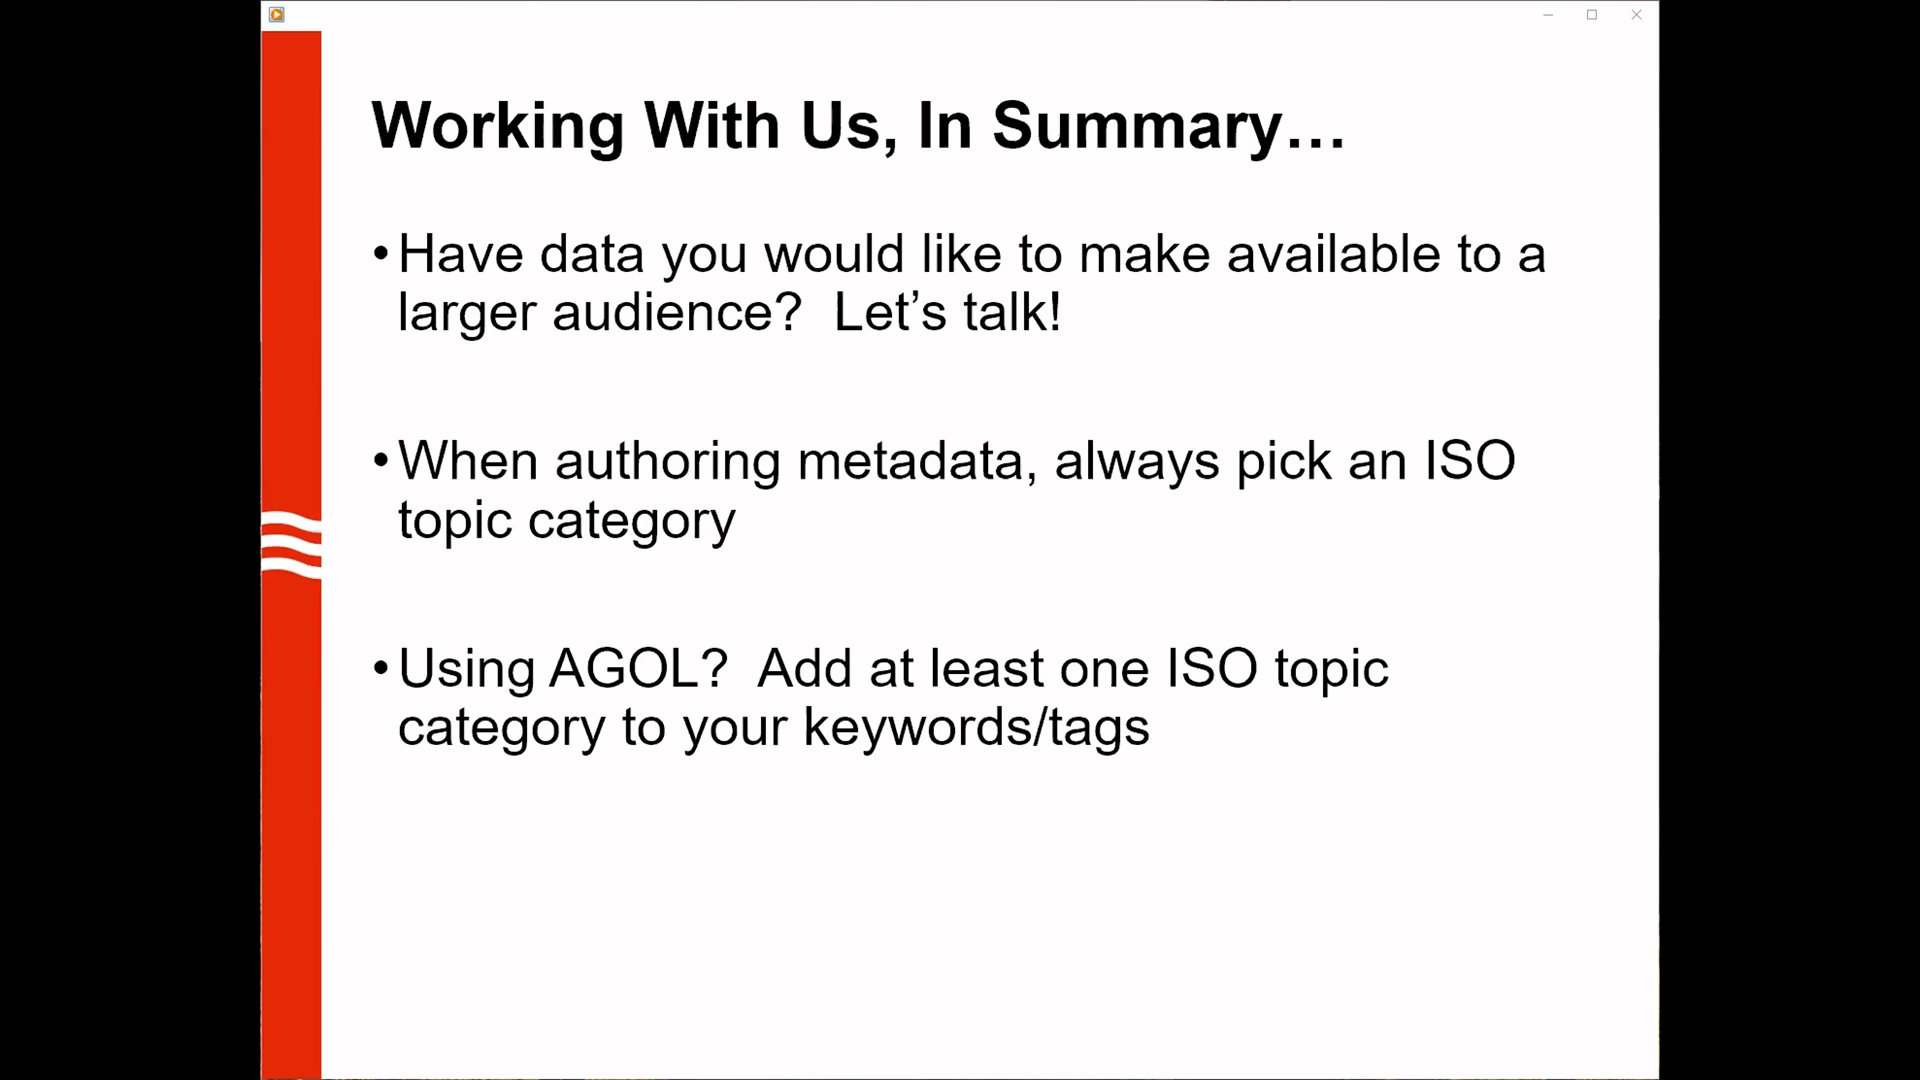 Working With Us, In Summary…
•Have data you would like to make available to a
larger audience?  Let’s talk!
•When authoring metadata, always pick an ISO
topic category
•Using AGOL?  Add at least one ISO topic
category to your keywords/tags